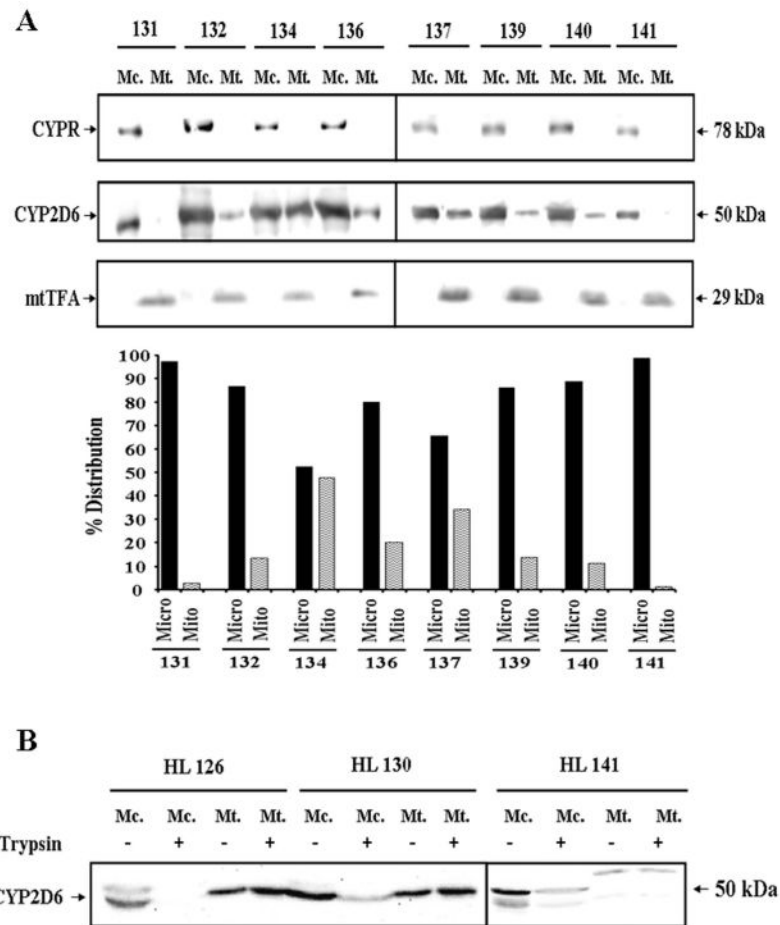 A
131 132 134 136 137 139 140 141
Mc. Mt. Mc. Mt. Mc. Mt. Mc. Mt. Mc. Mt. Mc. Mt. Mc. Mt. Mc. Mt.
CYPR 78 kDa
CYP2D6 50 kDa
mtTFA 29 kDa
% Distribution
100
90
80
70
60
50
40
30
20
10
0
Micro Mito Micro Mito Micro Mito Micro Mito Micro Mito Micro Mito Micro Mito Micro Mito
131 132 134 136 137 139 140 141
B
HL 126 HL 130 HL 141
Mc. Mc. Mt. Mt. Mc. Mc. Mt. Mt. Mc. Mc. Mt. Mt.
Trypsin - + - + - + - + - + - +
CYP2D6 50 kDa